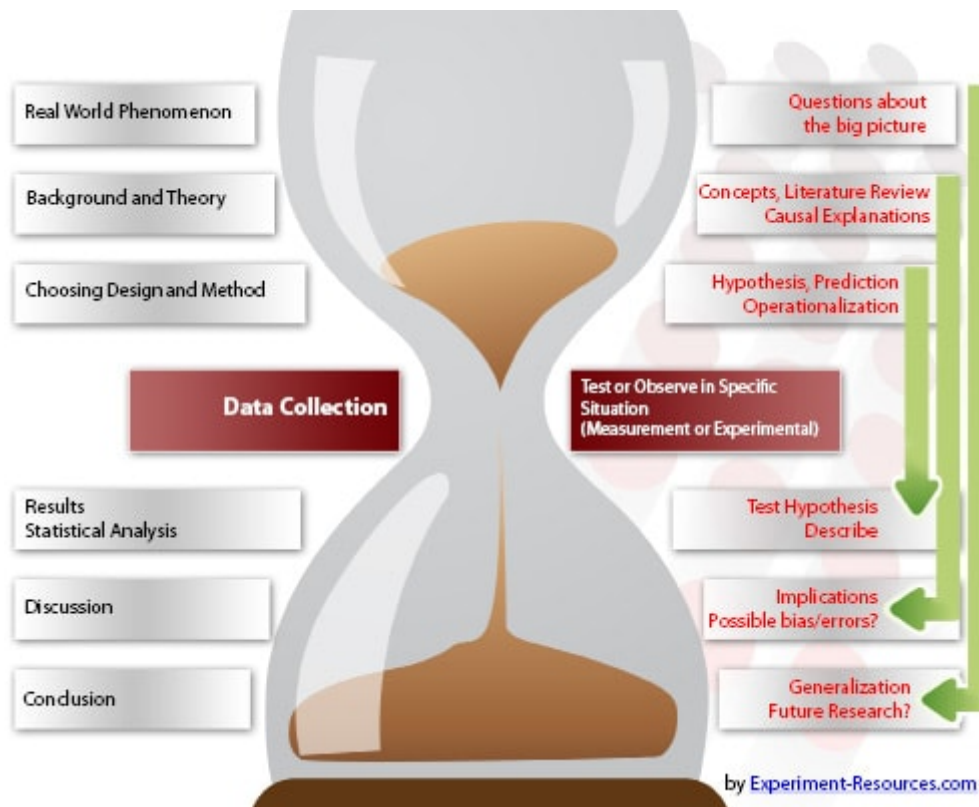 Real World Phenomenon
Questions about
the big picture
Background and Theory
Concepts, Literature Review
Causal Explanations
Choosing Design and Method
Hypothesis, Prediction
Operationalization
Data Collection
Test or Observe in Specific
Situation
(Measurement or Experimental)
Results
Statistical Analysis
Test Hypothesis
Describe
Discussion
Implications
Possible bias/errors?
Conclusion
Generalization
Future Research?
by Experiment-Resources.com